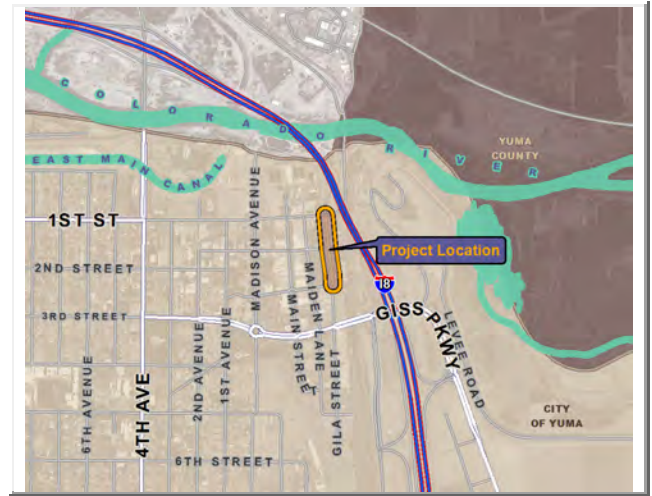 COLORADO RIVER
YUMA
COUNTY
EAST MAIN CANAL
MADISON AVENUE
1ST ST
Project Location
2ND STREET
MAIDEN LANE
MAIN STREET
18
GISS PKWY
3RD STREET
LEVEE ROAD
6TH AVENUE
4TH AVE
2ND AVENUE
1ST AVENUE
GILA STREET
CITY
OF YUMA
6TH STREET